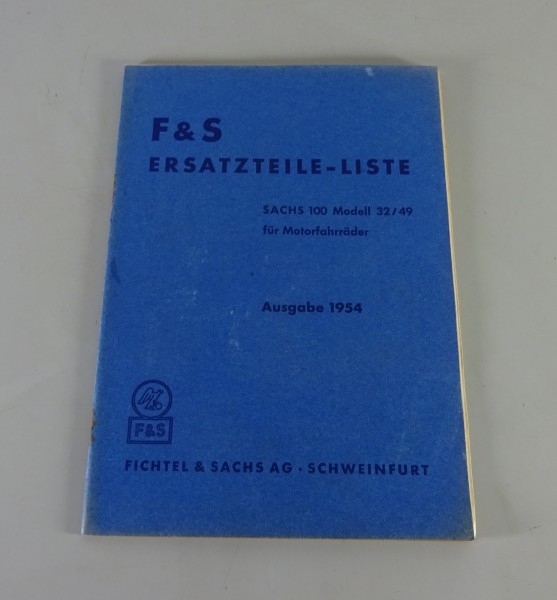 F & S
ERSATZTEILE-LISTE
SACHS 100 Modell 32/49
für Motorfahrräder
Ausgabe 1954
F&S
FICHTEL & SACHS AG · SCHWEINFURT